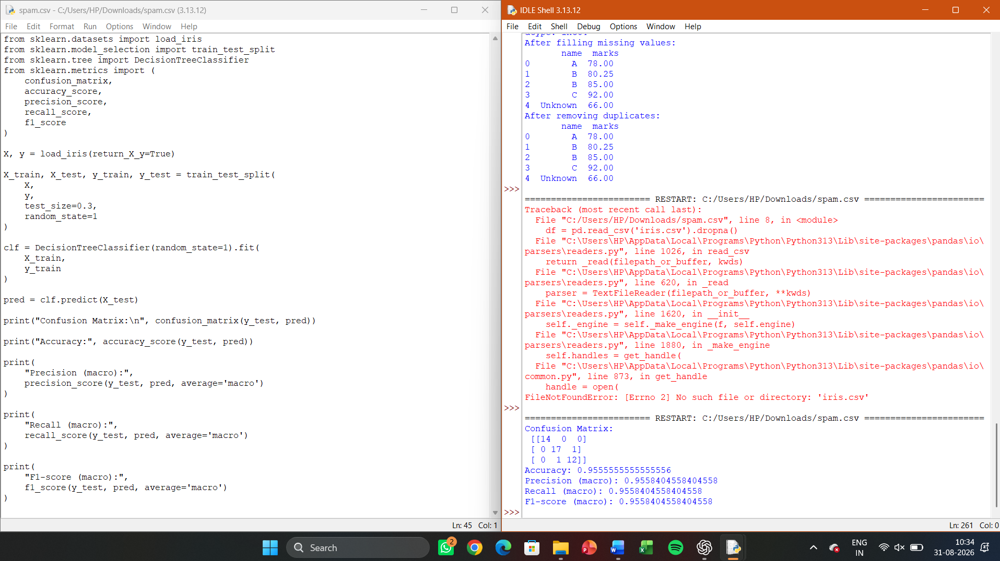 spam.csv - C:/Users/HP/Downloads/spam.csv (3.13.12)
File Edit Format Run Options Window Help
from sklearn.datasets import load_iris
from sklearn.model_selection import train_test_split
from sklearn.tree import DecisionTreeClassifier
from sklearn.metrics import (
    confusion_matrix,
    accuracy_score,
    precision_score,
    recall_score,
    f1_score
)
X, y = load_iris(return_X_y=True)
X_train, X_test, y_train, y_test = train_test_split(
    X,
    y,
    test_size=0.3,
    random_state=1
)
clf = DecisionTreeClassifier(random_state=1).fit(
    X_train,
    y_train
)
pred = clf.predict(X_test)
print("Confusion Matrix:\n", confusion_matrix(y_test, pred))
print("Accuracy:", accuracy_score(y_test, pred))
print(
    "Precision (macro):",
    precision_score(y_test, pred, average='macro')
)
print(
    "Recall (macro):",
    recall_score(y_test, pred, average='macro')
)
print(
    "F1-score (macro):",
    f1_score(y_test, pred, average='macro')
)
Ln: 45 Col: 1
IDLE Shell 3.13.12
File Edit Shell Debug Options Window Help
After filling missing values:
       name  marks
0         A  78.00
1         B  80.25
2         B  85.00
3         C  92.00
4  Unknown  66.00
After removing duplicates:
       name  marks
0         A  78.00
1         B  80.25
2         B  85.00
3         C  92.00
4  Unknown  66.00
>>>
======================== RESTART: C:/Users/HP/Downloads/spam.csv =======================
Traceback (most recent call last):
  File "C:/Users/HP/Downloads/spam.csv", line 8, in <module>
    df = pd.read_csv('iris.csv').dropna()
  File "C:\Users\HP\AppData\Local\Programs\Python\Python313\Lib\site-packages\pandas\io\
parsers\readers.py", line 1026, in read_csv
    return _read(filepath_or_buffer, kwds)
  File "C:\Users\HP\AppData\Local\Programs\Python\Python313\Lib\site-packages\pandas\io\
parsers\readers.py", line 620, in _read
    parser = TextFileReader(filepath_or_buffer, **kwds)
  File "C:\Users\HP\AppData\Local\Programs\Python\Python313\Lib\site-packages\pandas\io\
parsers\readers.py", line 1620, in __init__
    self._engine = self._make_engine(f, self.engine)
  File "C:\Users\HP\AppData\Local\Programs\Python\Python313\Lib\site-packages\pandas\io\
parsers\readers.py", line 1880, in _make_engine
    self.handles = get_handle(
  File "C:\Users\HP\AppData\Local\Programs\Python\Python313\Lib\site-packages\pandas\io\
common.py", line 873, in get_handle
    handle = open(
FileNotFoundError: [Errno 2] No such file or directory: 'iris.csv'
>>>
======================== RESTART: C:/Users/HP/Downloads/spam.csv =======================
Confusion Matrix:
 [[14  0  0]
 [ 0 17  1]
 [ 0  1 12]]
Accuracy: 0.9555555555555556
Precision (macro): 0.9558404558404558
Recall (macro): 0.9558404558404558
F1-score (macro): 0.9558404558404558
>>>
Ln: 261 Col: 0
Search
2
ENG
IN
10:34
31-08-2026